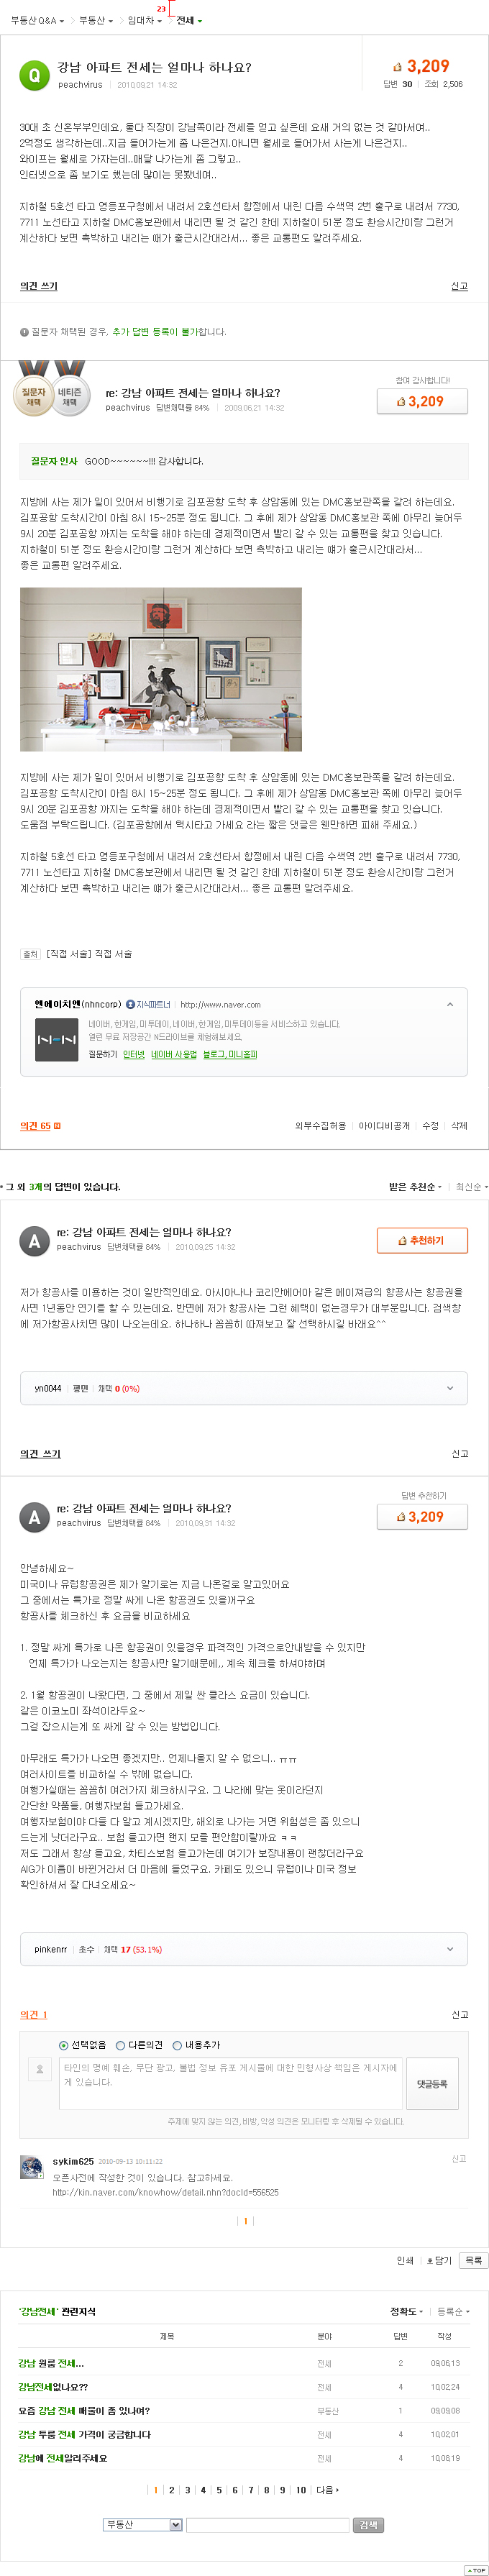 23
부동산Q&A 부동산 임대차 전세
Q 강남 아파트 전세는 얼마나 하나요?
peachvirus 2010.09.21 14:32
3,209
답변 30 조회 2,506
30대 초 신혼부부인데요, 둘다 직장이 강남쪽이라 전세를 얻고 싶은데 요새 거의 없는 것 같아서여..
2억정도 생각하는데..지금 들어가는게 좀 나은건지.아니면 월세로 들어가서 사는게 나은건지..
와이프는 월세로 가자는데..매달 나가는게 좀 그렇고..
인터넷으로 좀 보기도 했는데 많이는 못봤네여..
지하철 5호선 타고 영등포구청에서 내려서 2호선타서 합정에서 내린 다음 수색역 2번 출구로 내려서 7730,
7711 노선타고 지하철 DMC홍보관에서 내리면 될 것 같긴 한데 지하철이 51분 정도 환승시간이랑 그런거
계산하다 보면 촉박하고 내리는 때가 출근시간대라서... 좋은 교통편도 알려주세요.
의견 쓰기 신고
질문자 채택된 경우, 추가 답변 등록이 불가합니다.
질문자 채택 네티즌 채택
re: 강남 아파트 전세는 얼마나 하나요?
peachvirus 답변채택률 84% 2009.06.21 14:32
참여 감사합니다!
3,209
질문자 인사 GOOD~~~~~~!!! 감사합니다.
지방에 사는 제가 일이 있어서 비행기로 김포공항 도착 후 상암동에 있는 DMC홍보관쪽을 갈려 하는데요.
김포공항 도착시간이 아침 8시 15~25분 정도 됩니다. 그 후에 제가 상암동 DMC홍보관 쪽에 아무리 늦어두
9시 20분 김포공항 까지는 도착을 해야 하는데 경제적이면서 빨리 갈 수 있는 교통편을 찾고 있습니다.
지하철이 51분 정도 환승시간이랑 그런거 계산하다 보면 촉박하고 내리는 떄가 출근시간대라서...
좋은 교통편 알려주세요.
W
지방에 사는 제가 일이 있어서 비행기로 김포공항 도착 후 상암동에 있는 DMC홍보관쪽을 갈려 하는데요.
김포공항 도착시간이 아침 8시 15~25분 정도 됩니다. 그 후에 제가 상암동 DMC홍보관 쪽에 아무리 늦어두
9시 20분 김포공항 까지는 도착을 해야 하는데 경제적이면서 빨리 갈 수 있는 교통편을 찾고 있습니다.
도움점 부탁드립니다. (김포공항에서 택시타고 가세요 라는 짧은 댓글은 웬만하면 피해 주세요.)
지하철 5호선 타고 영등포구청에서 내려서 2호선타서 합정에서 내린 다음 수색역 2번 출구로 내려서 7730,
7711 노선타고 지하철 DMC홍보관에서 내리면 될 것 같긴 한데 지하철이 51분 정도 환승시간이랑 그런거
계산하다 보면 촉박하고 내리는 떄가 출근시간대라서... 좋은 교통편 알려주세요.
출처 [직접 서술] 직접 서술
엔에이치엔(nhncorp) 지식파트너 http://www.naver.com
NHN
네이버, 한게임, 미투데이, 네이버, 한게임, 미투데이등을 서비스하고 있습니다.
열린 무료 저장공간 N드라이브를 체험해보세요.
질문하기 인터넷 네이버 사용법 블로그, 미니홈피
의견 65 외부수집허용 아이디비공개 수정 삭제
그 외 3개의 답변이 있습니다. 받은 추천순 최신순
A re: 강남 아파트 전세는 얼마나 하나요?
peachvirus 답변채택률 84% 2010.09.25 14:32
추천하기
저가 항공사를 이용하는 것이 일반적인데요. 아시아나나 코리안에어아 같은 메이져급의 항공사는 항공권을
사면 1년동안 연기를 할 수 있는데요. 반면에 저가 항공사는 그런 혜택이 없는경우가 대부분입니다. 검색창
에 저가항공사치면 많이 나오는데요. 하나하나 꼼꼼히 따져보고 잘 선택하시길 바래요^^
yn0044 평민 채택 0 (0%)
의견 쓰기 신고
A re: 강남 아파트 전세는 얼마나 하나요?
peachvirus 답변채택률 84% 2010.09.31 14:32
답변 추천하기
3,209
안녕하세요~
미국이나 유럽항공권은 제가 알기로는 지금 나온걸로 알고있어요
그 중에서는 특가로 정말 싸게 나온 항공권도 있을꺼구요
항공사를 체크하신 후 요금을 비교하세요
1. 정말 싸게 특가로 나온 항공권이 있을경우 파격적인 가격으로안내받을 수 있지만
언제 특가가 나오는지는 항공사만 알기때문에,, 계속 체크를 하셔야하며
2. 1월 항공권이 나왔다면, 그 중에서 제일 싼 클라스 요금이 있습니다.
같은 이코노미 좌석이라두요~
그걸 잡으시는게 또 싸게 갈 수 있는 방법입니다.
아무래도 특가가 나오면 좋겠지만.. 언제나올지 알 수 없으니.. ㅠㅠ
여러사이트를 비교하실 수 밖에 없습니다.
여행가실때는 꼼꼼히 여러가지 체크하시구요. 그 나라에 맞는 옷이라던지
간단한 약품들, 여행자보험 들고가세요.
여행자보험이야 다들 다 알고 계시겠지만, 해외로 나가는 거면 위험성은 좀 있으니
드는게 낫더라구요.. 보험 들고가면 왠지 모를 편안함이랄까요 ㅋㅋ
저도 그래서 항상 들고요, 차티스보험 들고가는데 여기가 보장내용이 괜찮더라구요
AIG가 이름이 바뀐거라서 더 마음에 들었구요. 카페도 있으니 유럽이나 미국 정보
확인하셔서 잘 다녀오세요~
pinkenrr 초수 채택 17 (53.1%)
의견 1 신고
선택없음 다른의견 내용추가
타인의 명예 훼손, 무단 광고, 불법 정보 유포 게시물에 대한 민형사상 책임은 게시자에
게 있습니다.
댓글등록
주제에 맞지 않는 의견, 비방, 악성 의견은 모니터링 후 삭제될 수 있습니다.
sykim625 2010-09-13 10:11:22 신고
오픈사전에 작성한 것이 있습니다. 참고하세요.
http://kin.naver.com/knowhow/detail.nhn?docId=556525
1
인쇄 담기 목록
'강남전세' 관련지식 정확도 등록순
제목 분야 답변 작성
강남 원룸 전세... 전세 2 09.06.13
강남전세없나요?? 전세 4 10.02.24
요즘 강남 전세 매물이 좀 있나여? 부동산 1 09.09.08
강남 투룸 전세 가격이 궁금합니다 전세 4 10.02.01
강남에 전세알려주세요 전세 4 10.08.19
1 2 3 4 5 6 7 8 9 10 다음
부동산 검색
TOP